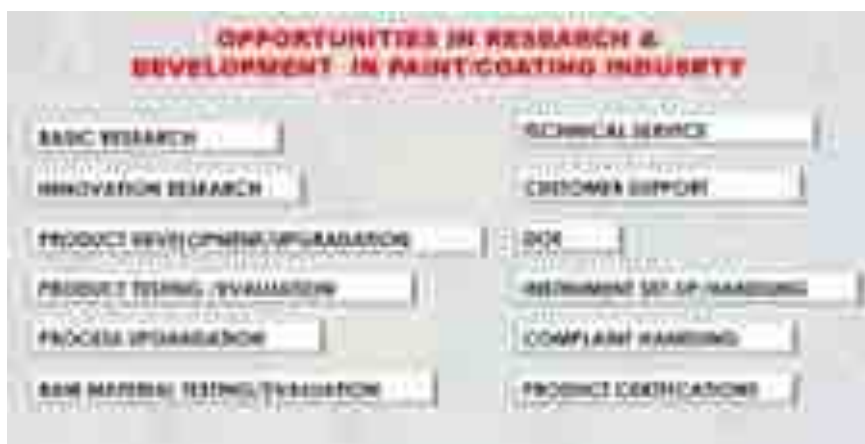 OPPORTUNITIES IN RESEARCH &
DEVELOPMENT IN PAINT/COATING INDUSRTY
BASIC RESEARCH
INNOVATION RESEARCH
PRODUCT DEVELOPMENT/UPGRADATION
PRODUCT TESTING /EVALUATION
PROCESS UPGRADATION
RAW MATERIAL TESTING/EVALUATION
TECHNICAL SERVICE
CUSTOMER SUPPORT
INSTRUMENT SET UP/HANDLING
COMPLAINT HANDLING
PRODUCT CERTIFICATIONS